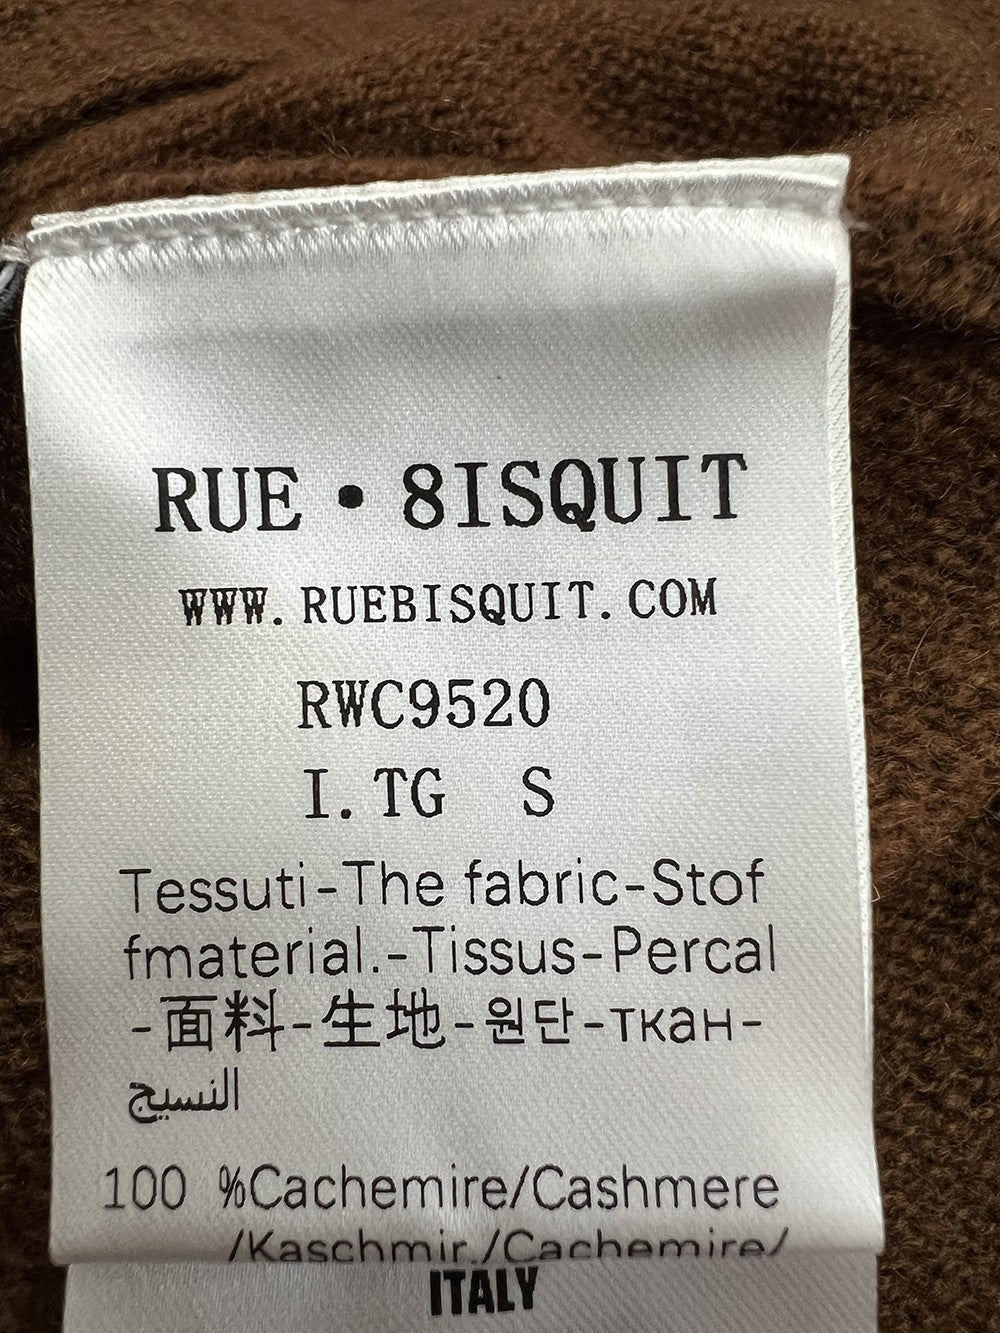 RUE • 8ISQUIT
WWW.RUEBISQUIT.COM
RWC9520
I.TG S
Tessuti-The fabric-Stof
fmaterial.-Tissus-Percal
-面料-生地-원단-ткан-
النسيج
100 %Cachemire/Cashmere
/Kaschmir./Cachemire/
ITALY